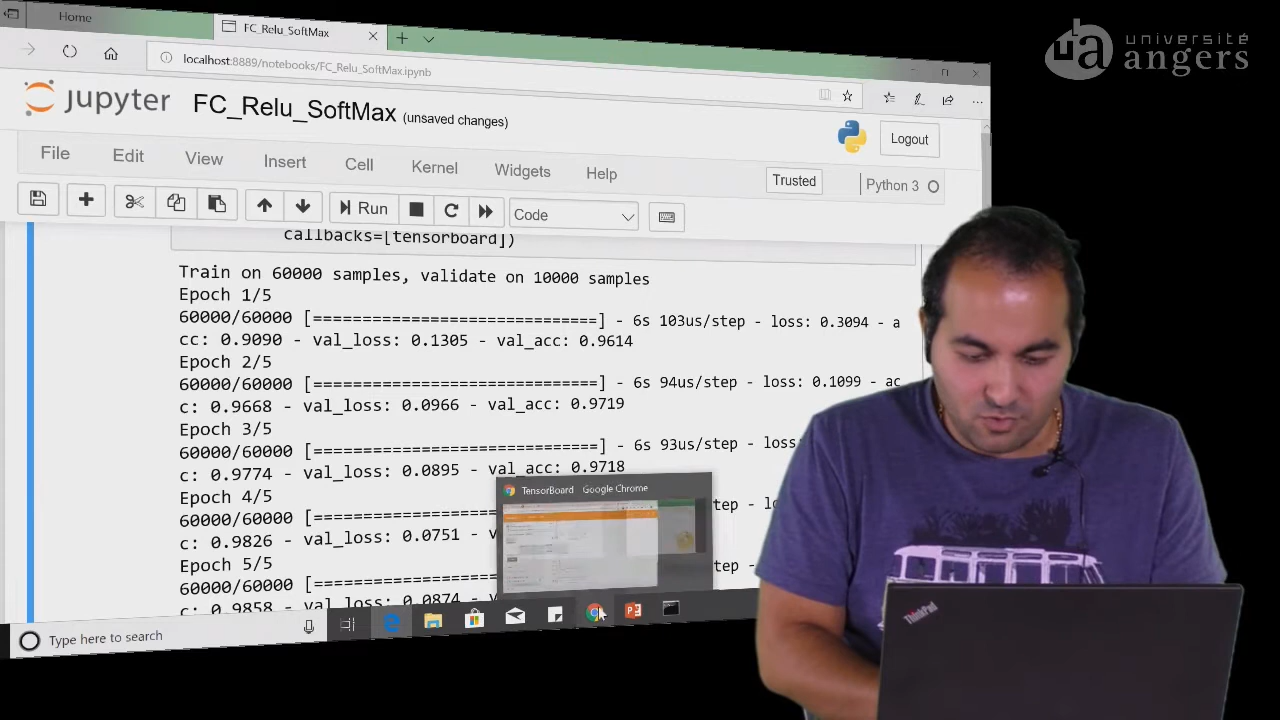 Home
FC_Relu_SoftMax
localhost:8889/notebooks/FC_Relu_SoftMax.ipynb
université
angers
jupyter FC_Relu_SoftMax (unsaved changes)
Logout
File Edit View Insert Cell Kernel Widgets Help
Trusted
Python 3
Run
Code
callbacks=[tensorboard])
Train on 60000 samples, validate on 10000 samples
Epoch 1/5
60000/60000 [==============================] - 6s 103us/step - loss: 0.3094 - a
cc: 0.9090 - val_loss: 0.1305 - val_acc: 0.9614
Epoch 2/5
60000/60000 [==============================] - 6s 94us/step - loss: 0.1099 - ac
c: 0.9668 - val_loss: 0.0966 - val_acc: 0.9719
Epoch 3/5
60000/60000 [==============================] - 6s 93us/step - loss
c: 0.9774 - val_loss: 0.0895 - val_acc: 0.9718
Epoch 4/5
TensorBoard Google Chrome
60000/60000 [==================
c: 0.9826 - val_loss: 0.0751 - v
Epoch 5/5
60000/60000 [==================
c: 0.9858 - val_loss: 0.0874
Type here to search
ThinkPad